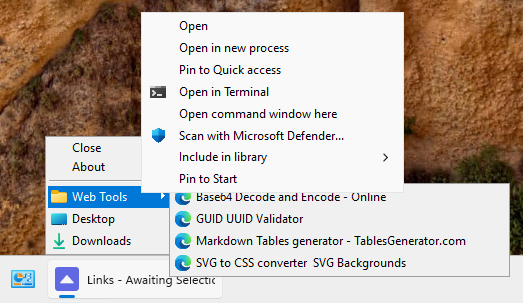 Open
Open in new process
Pin to Quick access
Open in Terminal
Open command window here
Scan with Microsoft Defender...
Include in library
Pin to Start
Close
About
Web Tools
Desktop
Downloads
Base64 Decode and Encode - Online
GUID UUID Validator
Markdown Tables generator - TablesGenerator.com
SVG to CSS converter SVG Backgrounds
Links - Awaiting Selectic